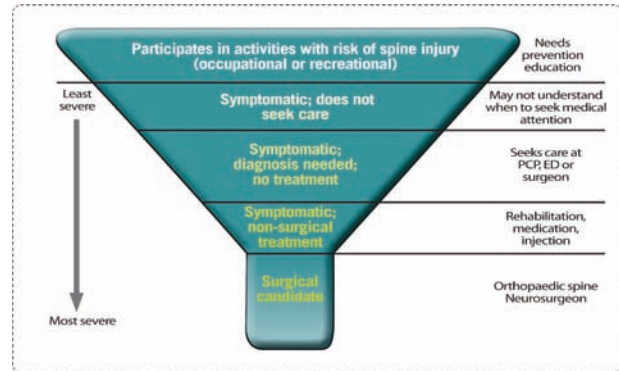 Participates in activities with risk of spine injury
(occupational or recreational)
Needs
prevention
education
Least
severe
Symptomatic; does not
seek care
May not understand
when to seek medical
attention
Symptomatic;
diagnosis needed;
no treatment
Seeks care at
PCP, ED or
surgeon
Symptomatic;
non-surgical
treatment
Rehabilitation,
medication,
injection
Surgical
candidate
Orthopaedic spine
Neurosurgeon
Most severe